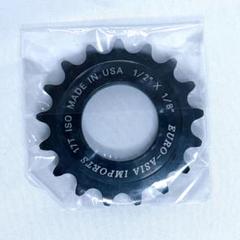 EURO-ASIA IMPORTS 17T ISO MADE IN USA 1/2" X 1/8"